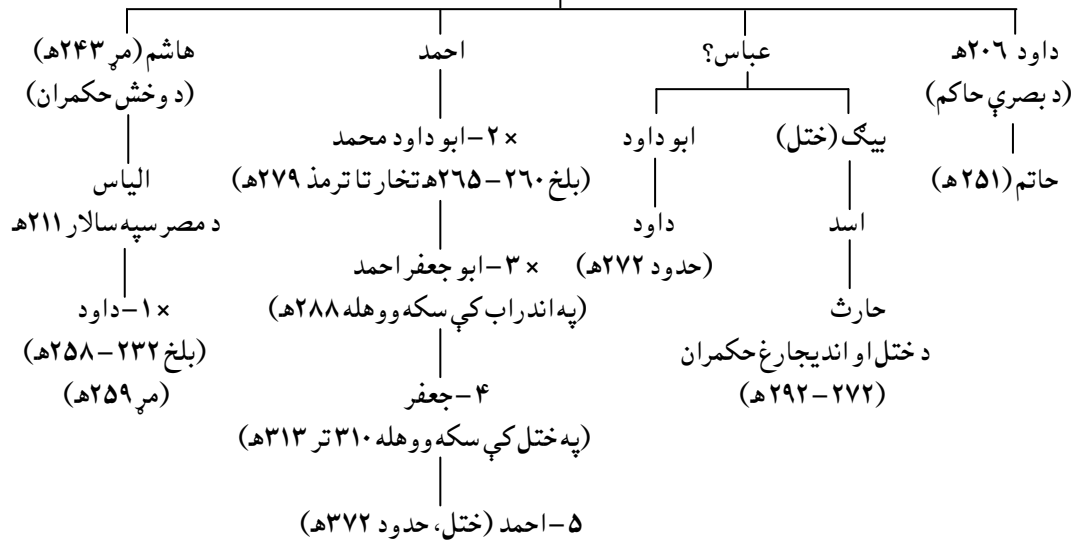 داود ۲۰۶هـ
(د بصرې حاکم)
حاتم (۲۵۱هـ)
عباس؟
بيګ (ختل)
اسد
حارث
د ختل او انديجارغ حکمران
(۲۷۲–۲۹۲هـ)
ابو داود
داود
(حدود ۲۷۲هـ)
احمد
×۲–ابو داود محمد
(بلخ ۲۶۰–۲۶۵هـ تخار تا ترمذ ۲۷۹هـ)
×۳–ابو جعفر احمد
(په اندراب کې سکه ووهله ۲۸۸هـ)
۴–جعفر
(په ختل کې سکه ووهله ۳۱۰ تر ۳۱۳هـ)
۵–احمد (ختل، حدود ۳۷۲هـ)
هاشم (مړ ۲۴۳هـ)
(د وخش حکمران)
الياس
د مصر سپه سالار ۲۱۱هـ
×۱–داود
(بلخ ۲۳۲–۲۵۸هـ)
(مړ ۲۵۹هـ)